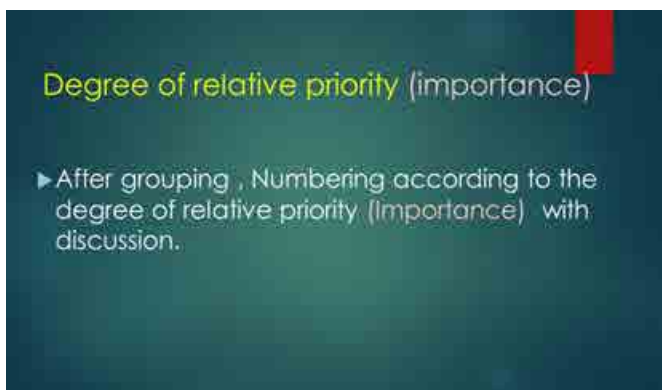 Degree of relative priority (importance)
After grouping , Numbering according to the
degree of relative priority (Importance) with
discussion.